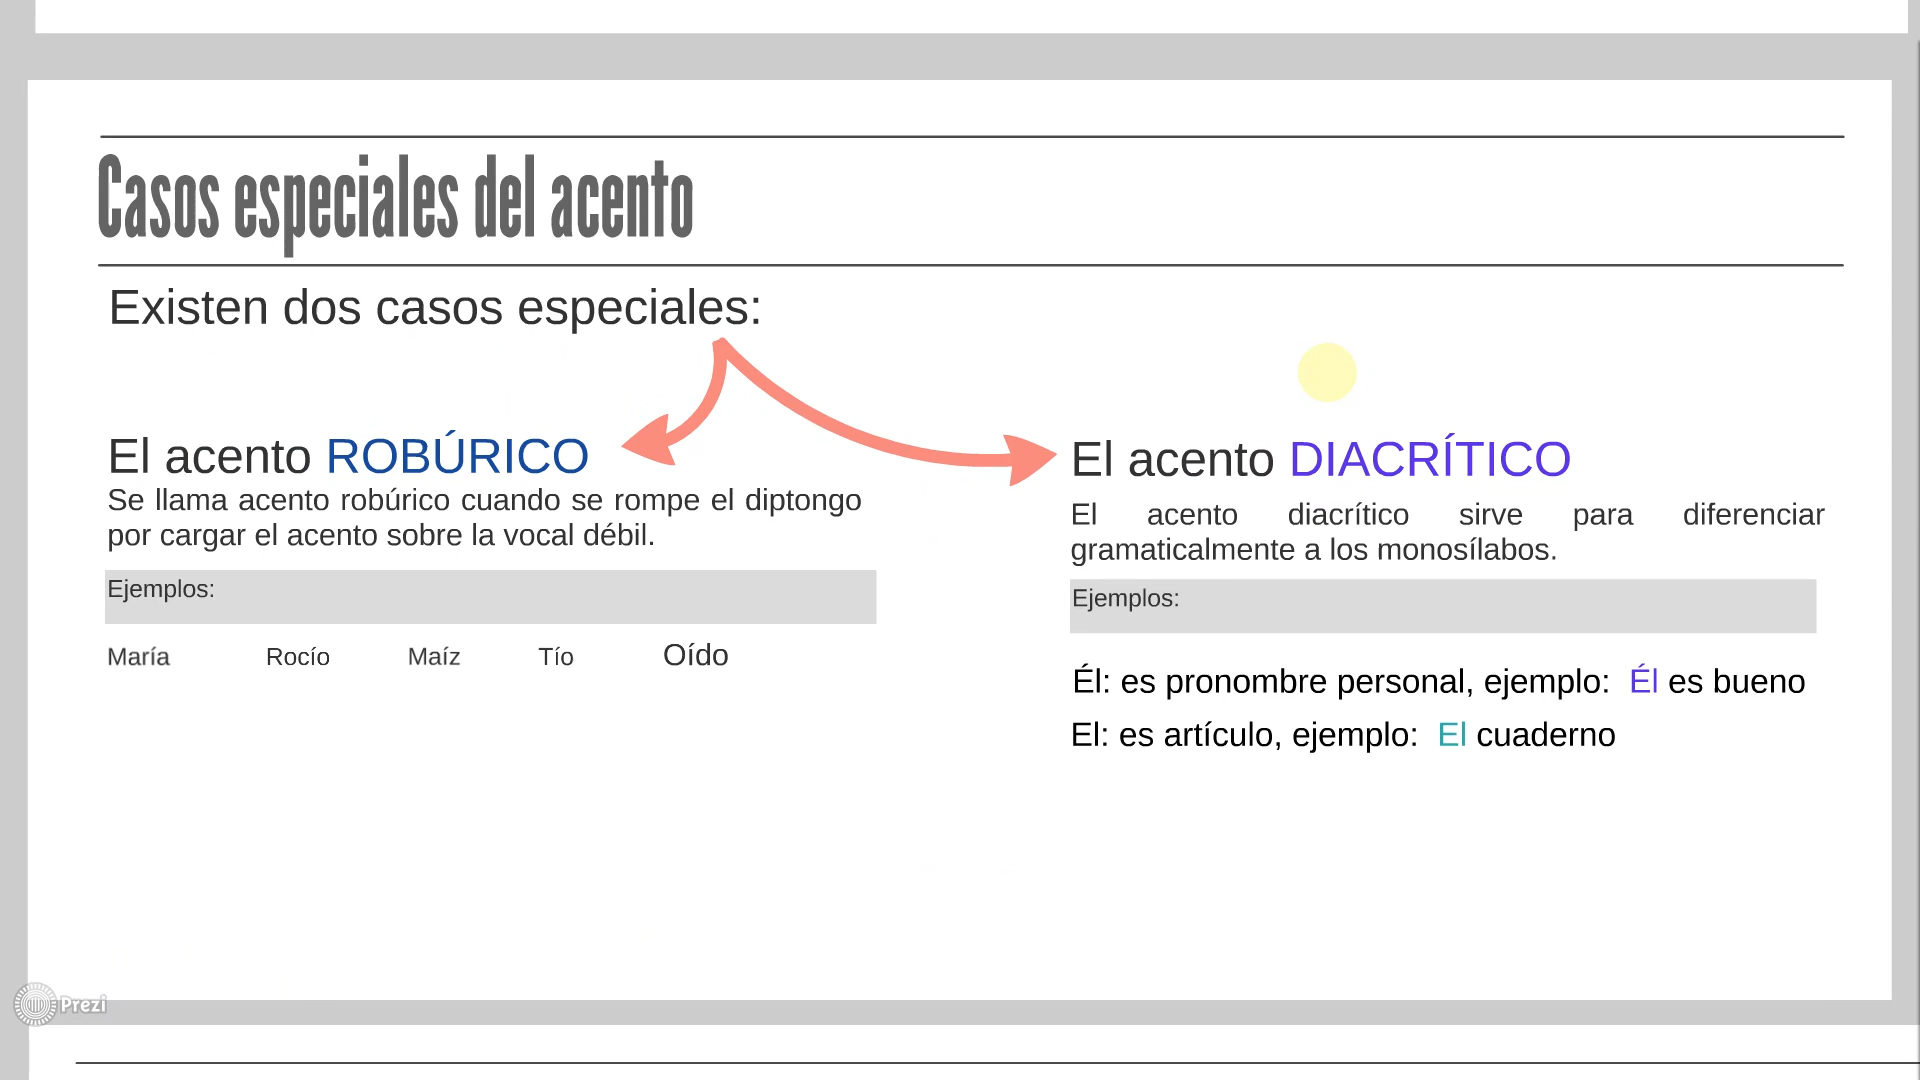 Casos especiales del acento
Existen dos casos especiales:
El acento ROBÚRICO
Se llama acento robúrico cuando se rompe el diptongo
por cargar el acento sobre la vocal débil.
Ejemplos:
María Rocío Maíz Tío Oído
El acento DIACRÍTICO
El acento diacrítico sirve para diferenciar
gramaticalmente a los monosílabos.
Ejemplos:
Él: es pronombre personal, ejemplo: Él es bueno
El: es artículo, ejemplo: El cuaderno
Prezi